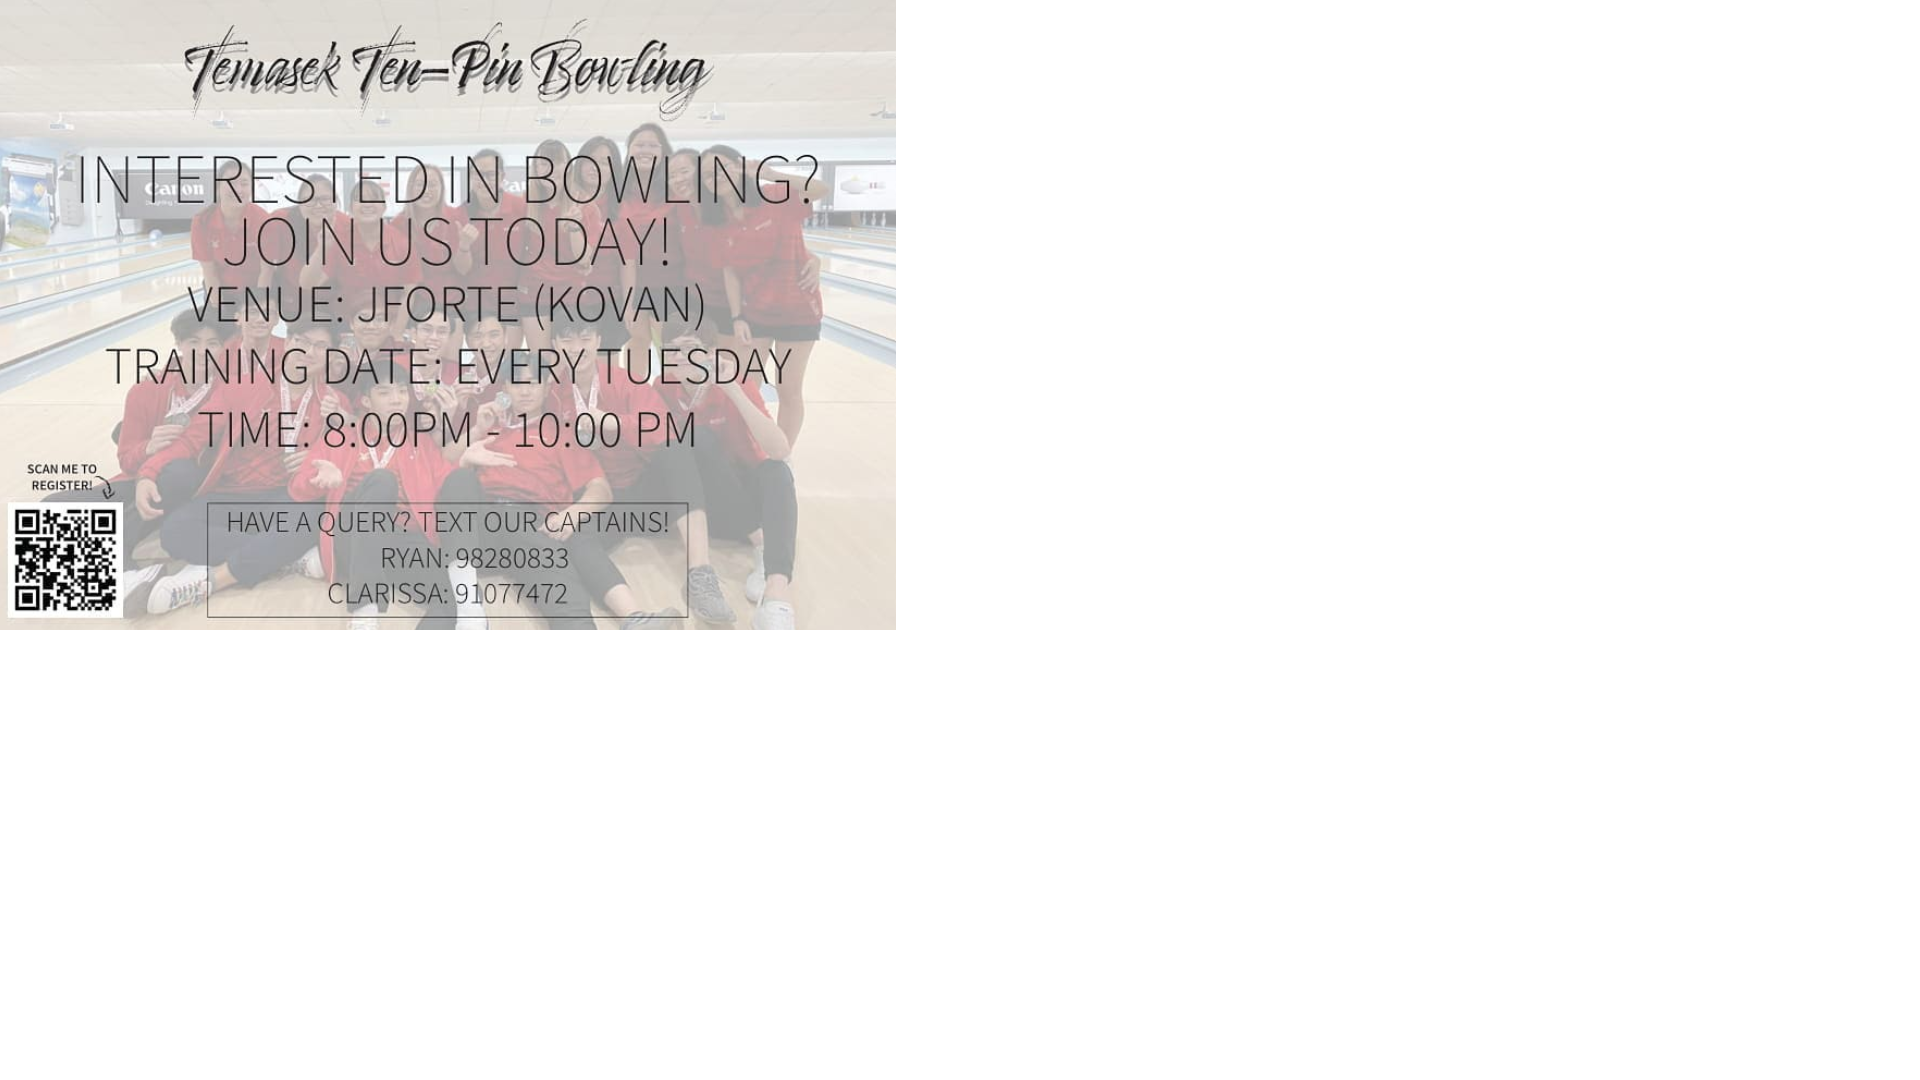 Temasek Ten-Pin Bowling
INTERESTED IN BOWLING?
JOIN US TODAY!
VENUE: JFORTE (KOVAN)
TRAINING DATE: EVERY TUESDAY
TIME: 8:00PM - 10:00 PM
SCAN ME TO
REGISTER!
HAVE A QUERY? TEXT OUR CAPTAINS!
RYAN: 98280833
CLARISSA: 91077472
Canon